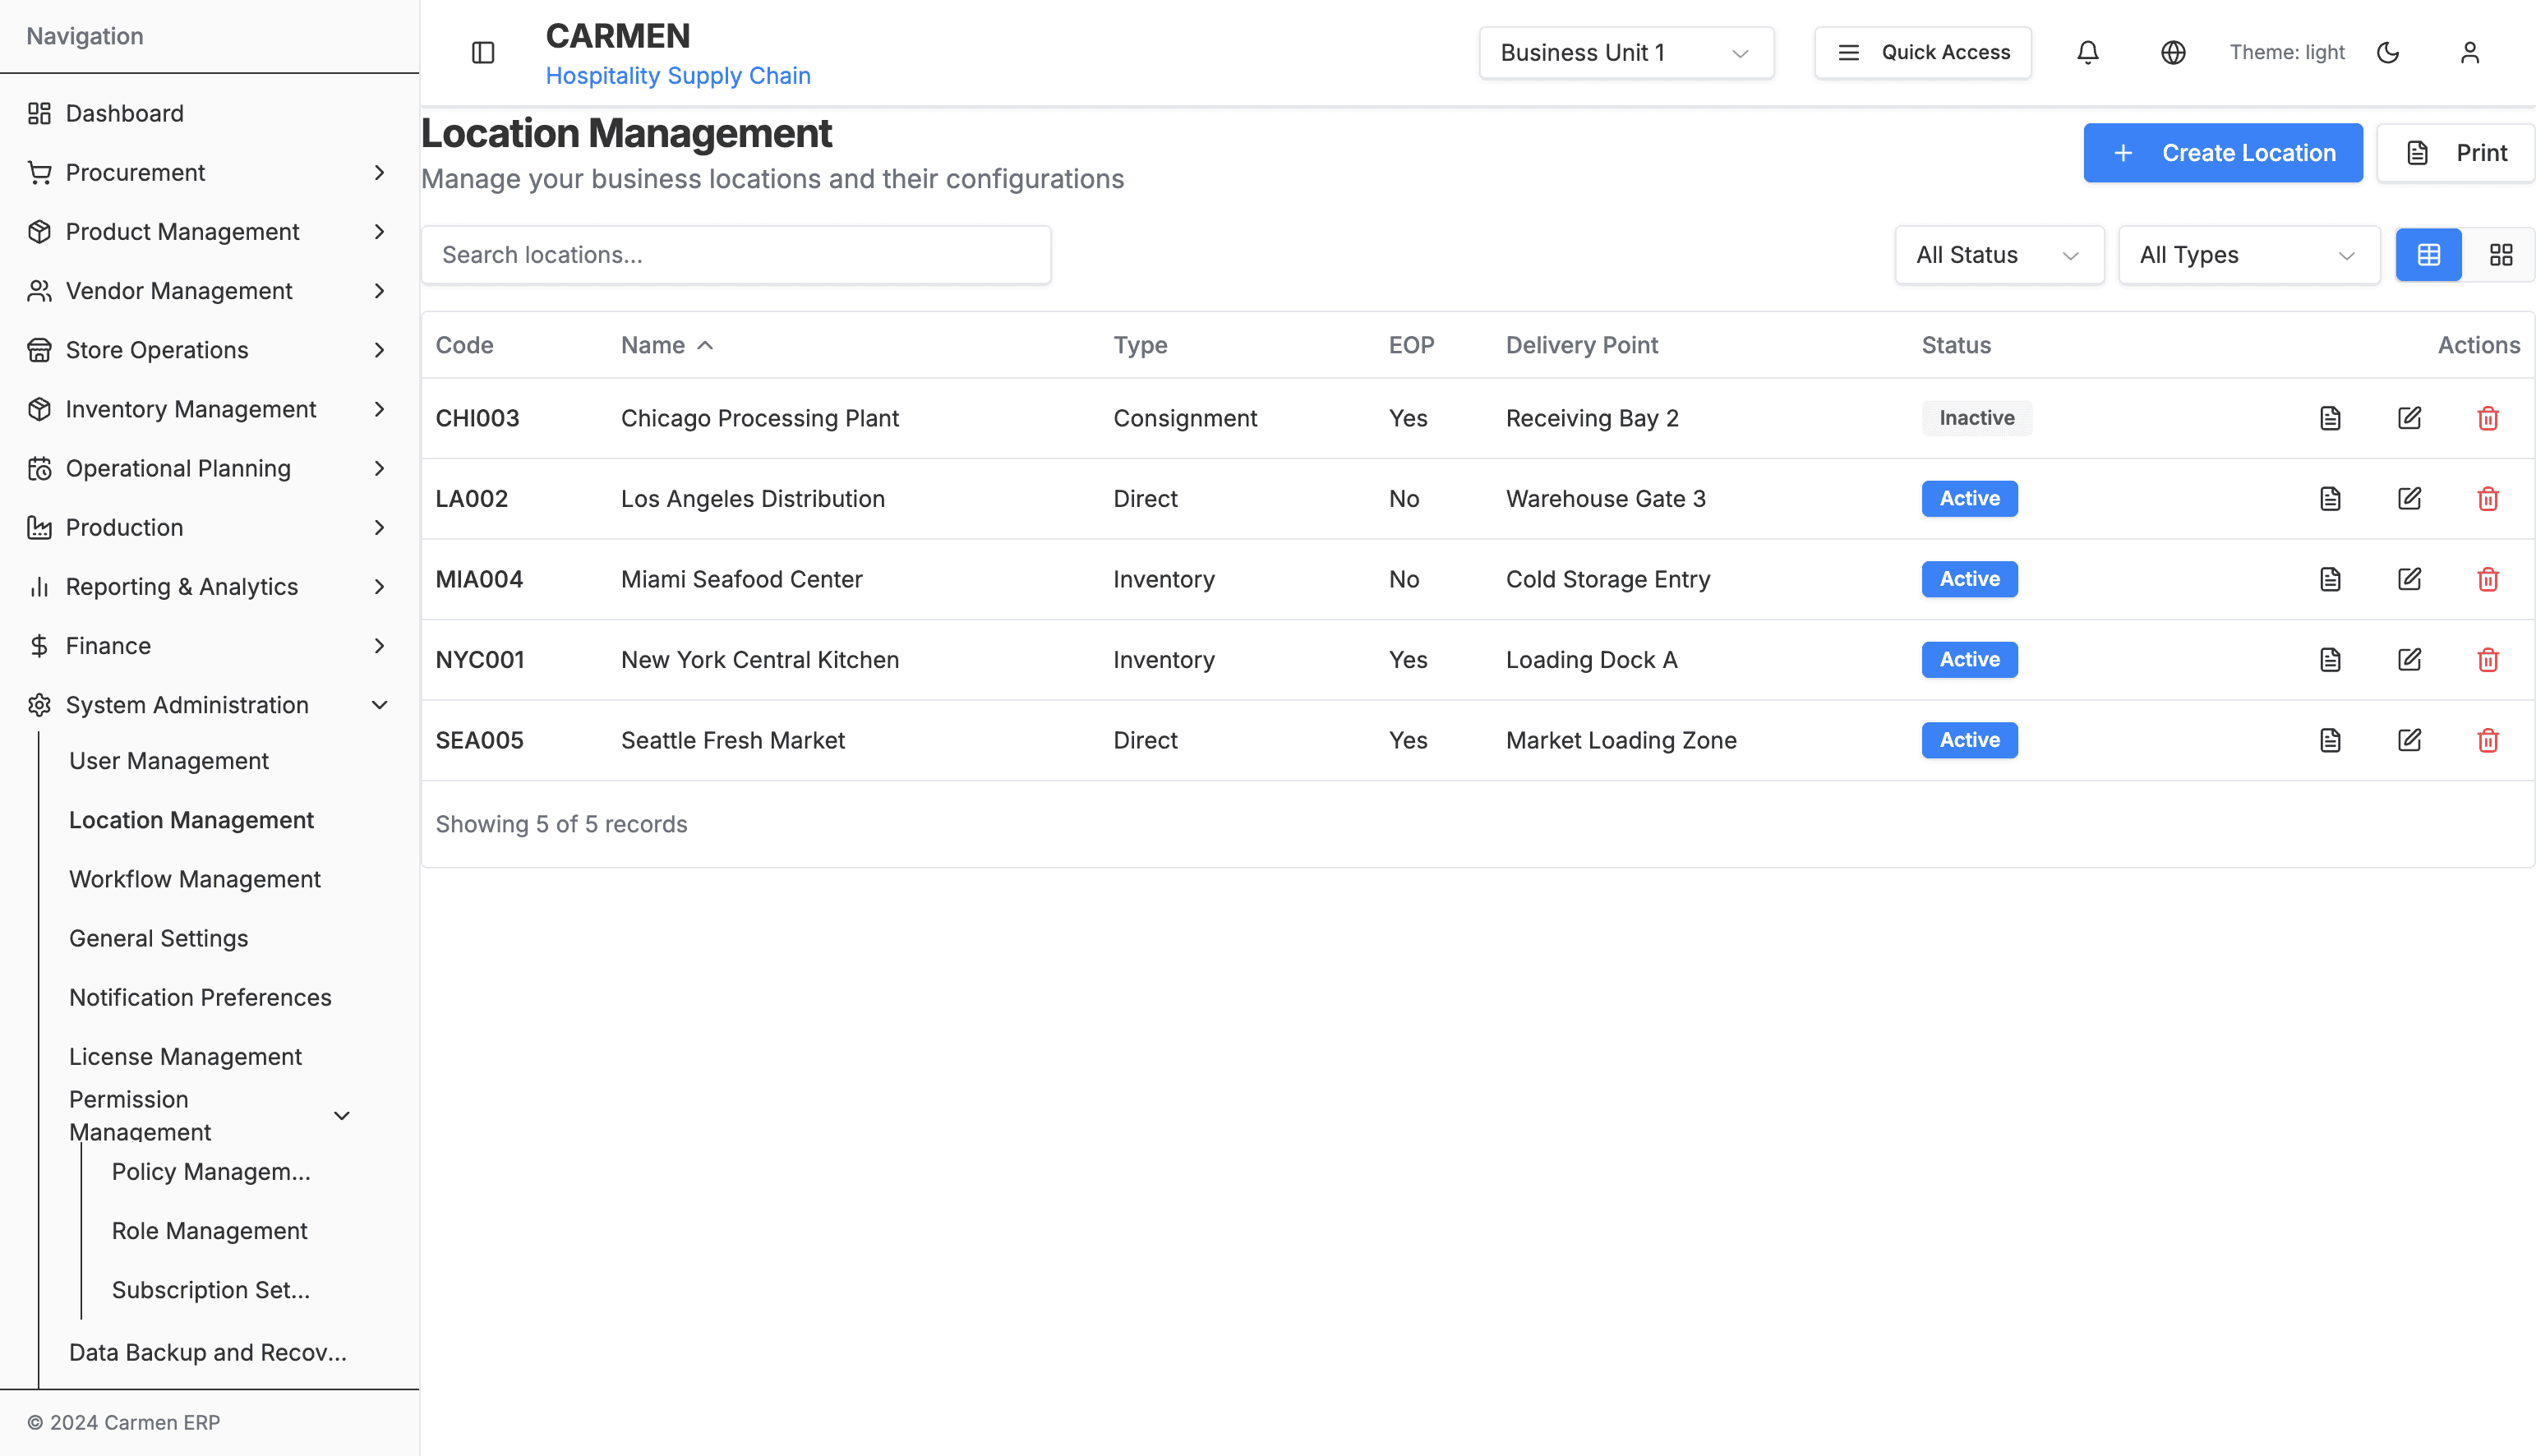 Navigation
Dashboard
Procurement
Product Management
Vendor Management
Store Operations
Inventory Management
Operational Planning
Production
Reporting & Analytics
Finance
System Administration
User Management
Location Management
Workflow Management
General Settings
Notification Preferences
License Management
Permission
Management
Policy Managem...
Role Management
Subscription Set...
Data Backup and Recov...
© 2024 Carmen ERP
CARMEN
Hospitality Supply Chain
Business Unit 1
Quick Access
Theme: light
Location Management
Manage your business locations and their configurations
Create Location
Print
Search locations...
All Status
All Types
Code Name Type EOP Delivery Point Status Actions
CHI003 Chicago Processing Plant Consignment Yes Receiving Bay 2 Inactive
LA002 Los Angeles Distribution Direct No Warehouse Gate 3 Active
MIA004 Miami Seafood Center Inventory No Cold Storage Entry Active
NYC001 New York Central Kitchen Inventory Yes Loading Dock A Active
SEA005 Seattle Fresh Market Direct Yes Market Loading Zone Active
Showing 5 of 5 records